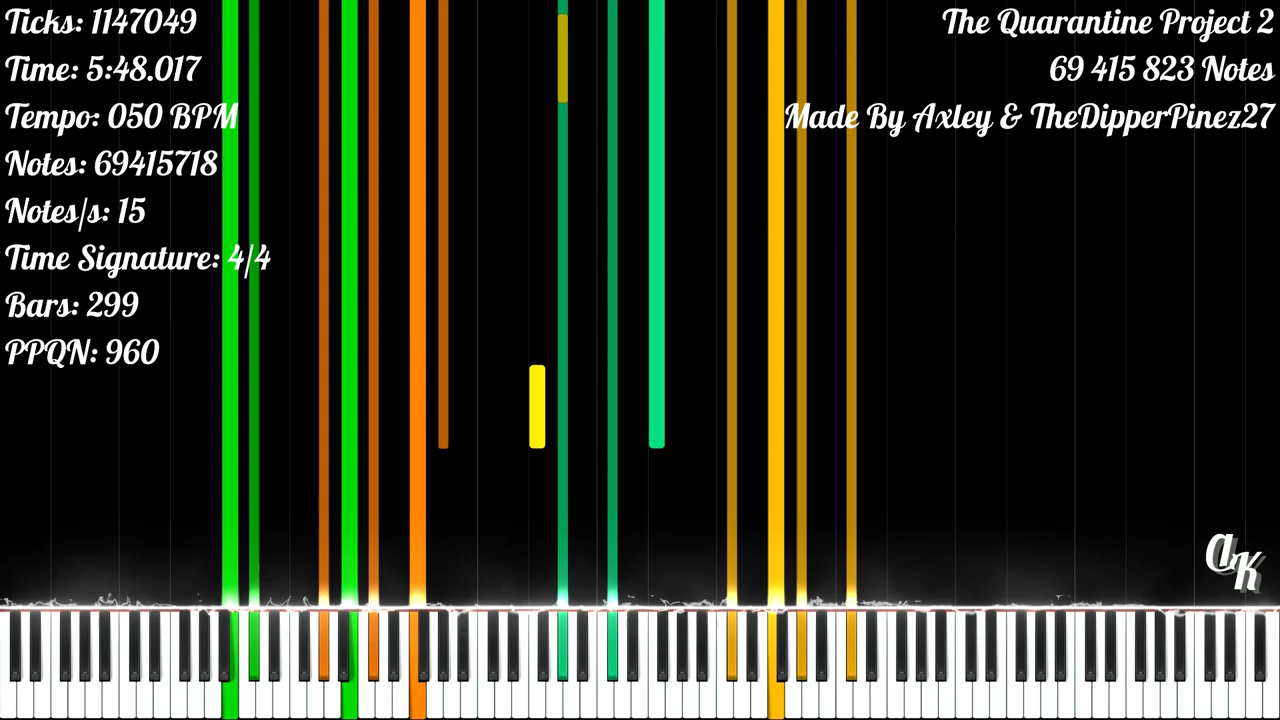 Ticks: 1147049
Time: 5:48.017
Tempo: 050 BPM
Notes: 69415718
Notes/s: 15
Time Signature: 4/4
Bars: 299
PPQN: 960
The Quarantine Project 2
69 415 823 Notes
Made By Axley & TheDipperPinez27
AK